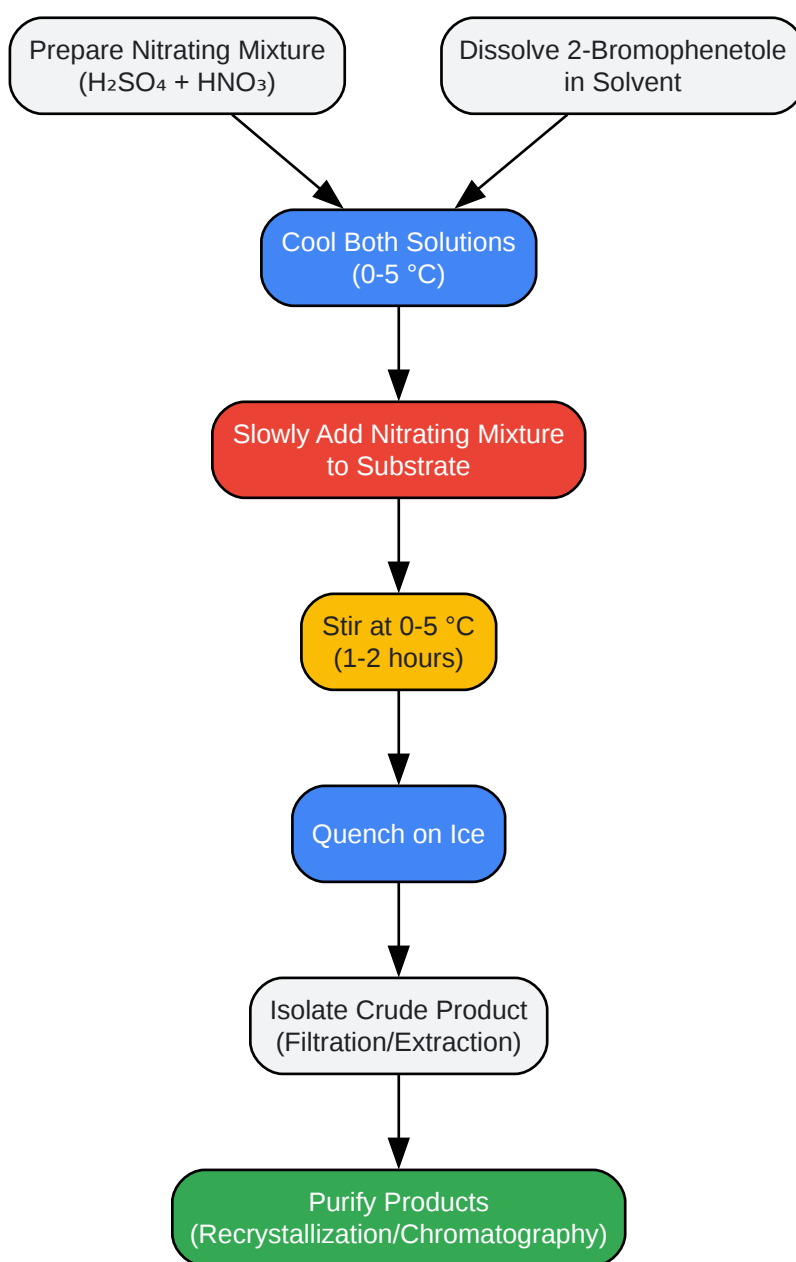 Prepare Nitrating Mixture
(H₂SO₄ + HNO₃)
Dissolve 2-Bromophenetole
in Solvent
Cool Both Solutions
(0-5 °C)
Slowly Add Nitrating Mixture
to Substrate
Stir at 0-5 °C
(1-2 hours)
Quench on Ice
Isolate Crude Product
(Filtration/Extraction)
Purify Products
(Recrystallization/Chromatography)